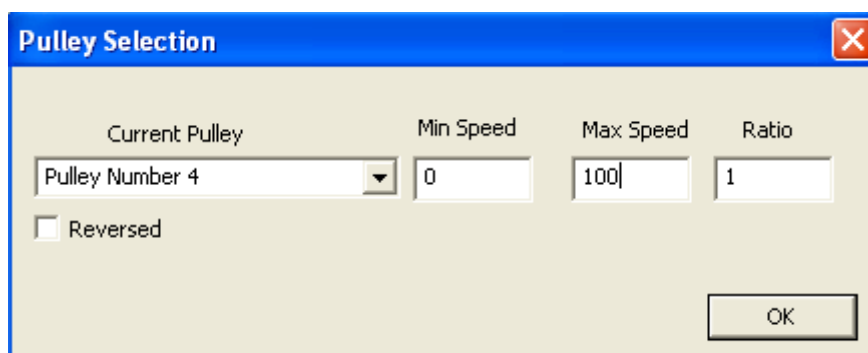 Pulley Selection
Current Pulley Min Speed Max Speed Ratio
Pulley Number 4 0 100 1
Reversed
OK